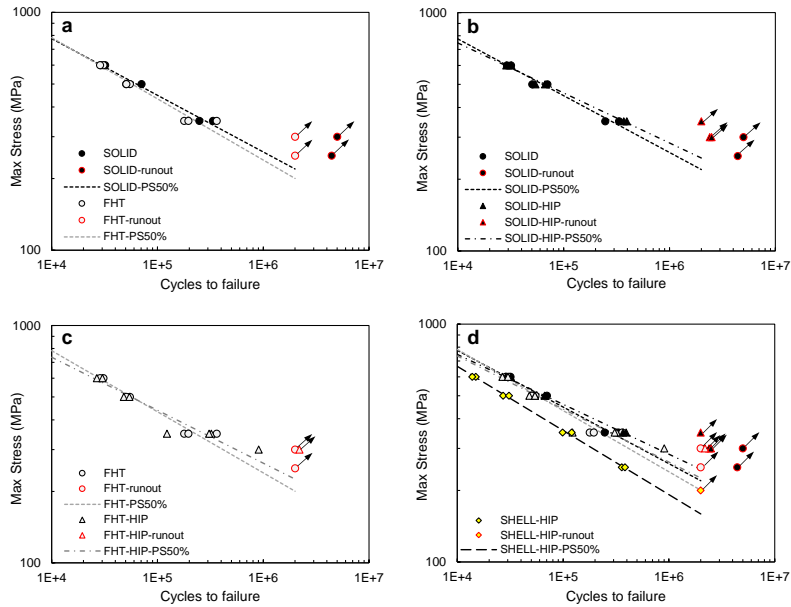 a
1000
100
Max Stress (MPa)
SOLID
SOLID-runout
SOLID-PS50%
FHT
FHT-runout
FHT-PS50%
1E+4 1E+5 1E+6 1E+7
Cycles to failure
b
1000
100
Max Stress (MPa)
SOLID
SOLID-runout
SOLID-PS50%
SOLID-HIP
SOLID-HIP-runout
SOLID-HIP-PS50%
1E+4 1E+5 1E+6 1E+7
Cycles to failure
c
1000
100
Max Stress (MPa)
FHT
FHT-runout
FHT-PS50%
FHT-HIP
FHT-HIP-runout
FHT-HIP-PS50%
1E+4 1E+5 1E+6 1E+7
Cycles to failure
d
1000
100
Max Stress (MPa)
SHELL-HIP
SHELL-HIP-runout
SHELL-HIP-PS50%
1E+4 1E+5 1E+6 1E+7
Cycles to failure